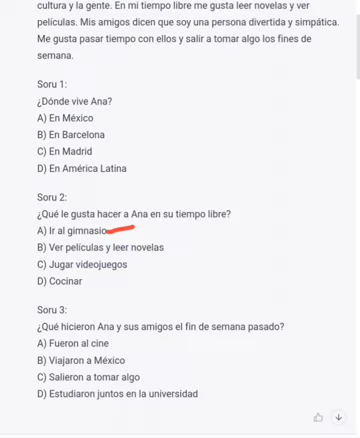 cultura y la gente. En mi tiempo libre me gusta leer novelas y ver
películas. Mis amigos dicen que soy una persona divertida y simpática.
Me gusta pasar tiempo con ellos y salir a tomar algo los fines de
semana.
Soru 1:
¿Dónde vive Ana?
A) En México
B) En Barcelona
C) En Madrid
D) En América Latina
Soru 2:
¿Qué le gusta hacer a Ana en su tiempo libre?
A) Ir al gimnasio
B) Ver películas y leer novelas
C) Jugar videojuegos
D) Cocinar
Soru 3:
¿Qué hicieron Ana y sus amigos el fin de semana pasado?
A) Fueron al cine
B) Viajaron a México
C) Salieron a tomar algo
D) Estudiaron juntos en la universidad